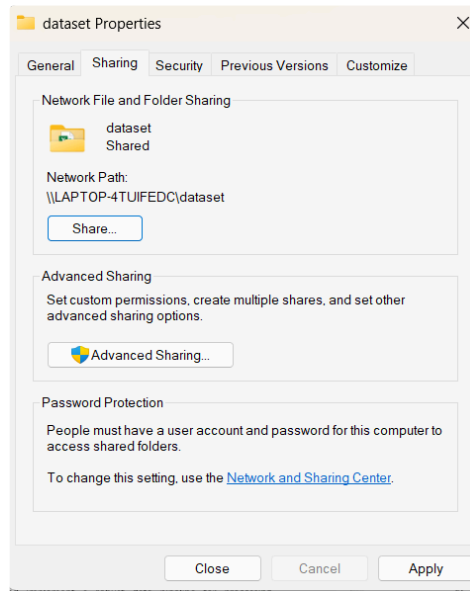 dataset Properties
General Sharing Security Previous Versions Customize
Network File and Folder Sharing
dataset
Shared
Network Path:
\\LAPTOP-4TUIFEDC\dataset
Share...
Advanced Sharing
Set custom permissions, create multiple shares, and set other
advanced sharing options.
Advanced Sharing...
Password Protection
People must have a user account and password for this computer to
access shared folders.
To change this setting, use the Network and Sharing Center.
Close Cancel Apply